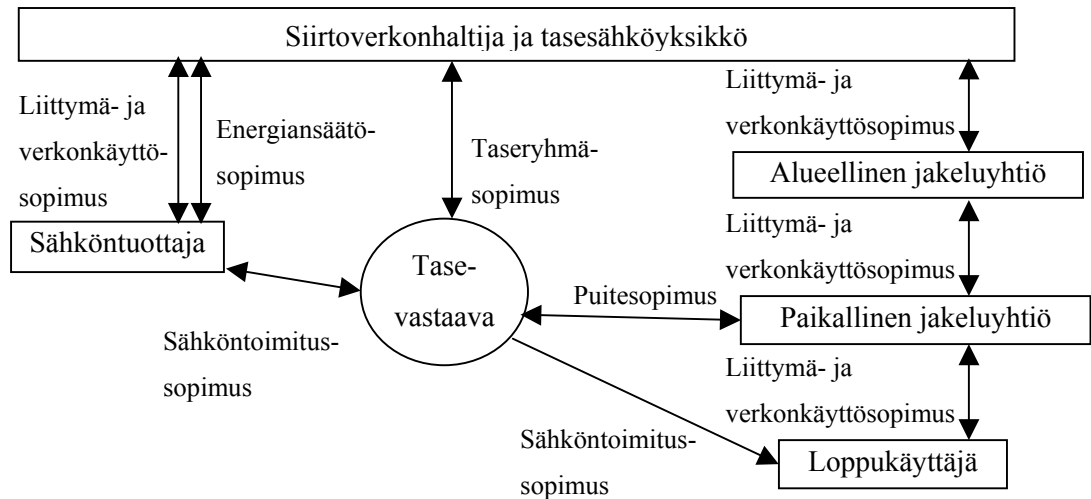 Siirtoverkonhaltija ja tasesähköyksikkö
Liittymä- ja
verkonkäyttö-
sopimus
Energiansäätö-
sopimus
Taseryhmä-
sopimus
Liittymä- ja
verkonkäyttösopimus
Alueellinen jakeluyhtiö
Sähköntuottaja
Tase-
vastaava
Liittymä- ja
verkonkäyttösopimus
Puitesopimus
Paikallinen jakeluyhtiö
Sähköntoimitus-
sopimus
Liittymä- ja
verkonkäyttösopimus
Sähköntoimitus-
sopimus
Loppukäyttäjä